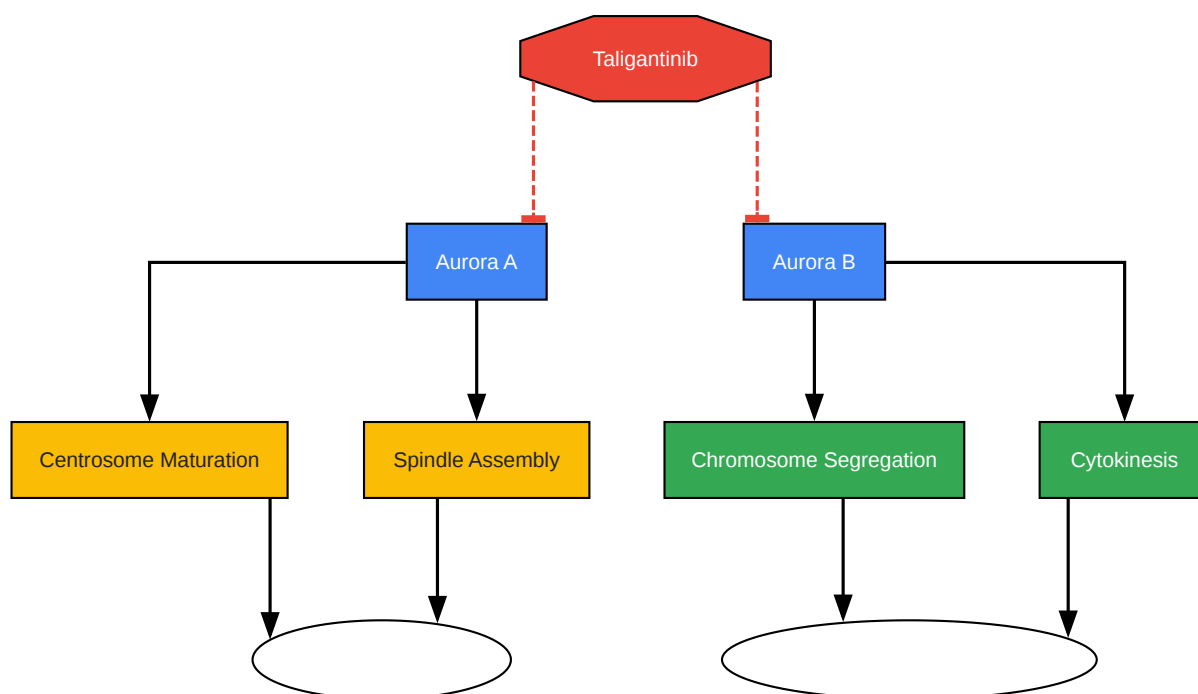 Taligantinib
Aurora A
Aurora B
Centrosome Maturation
Spindle Assembly
Chromosome Segregation
Cytokinesis